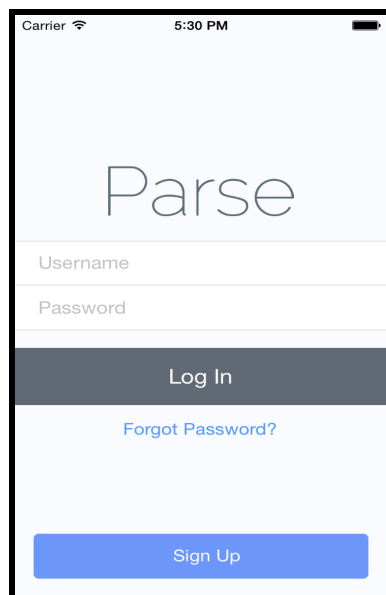 Carrier 5:30 PM
Parse
Username
Password
Log In
Forgot Password?
Sign Up